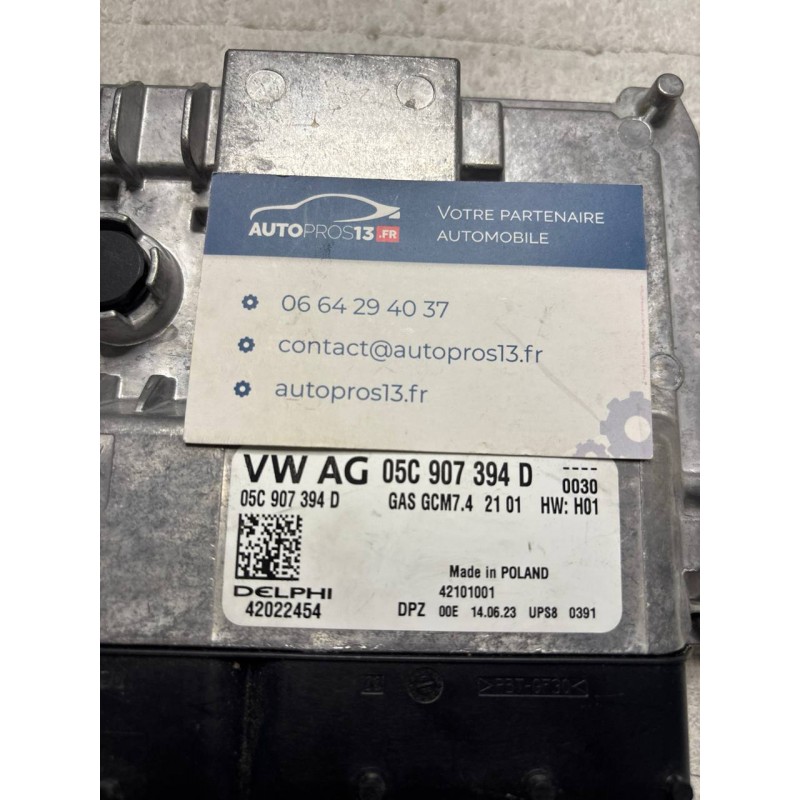 AUTOPROS13.FR
VOTRE PARTENAIRE
AUTOMOBILE
06 64 29 40 37
contact@autopros13.fr
autopros13.fr
VW AG 05C 907 394 D ----
0030
05C 907 394 D GAS GCM7.4 21 01 HW: H01
Made in POLAND
DELPHI 42101001
42022454 DPZ 00E 14.06.23 UPS8 0391
>PBT-GF30<